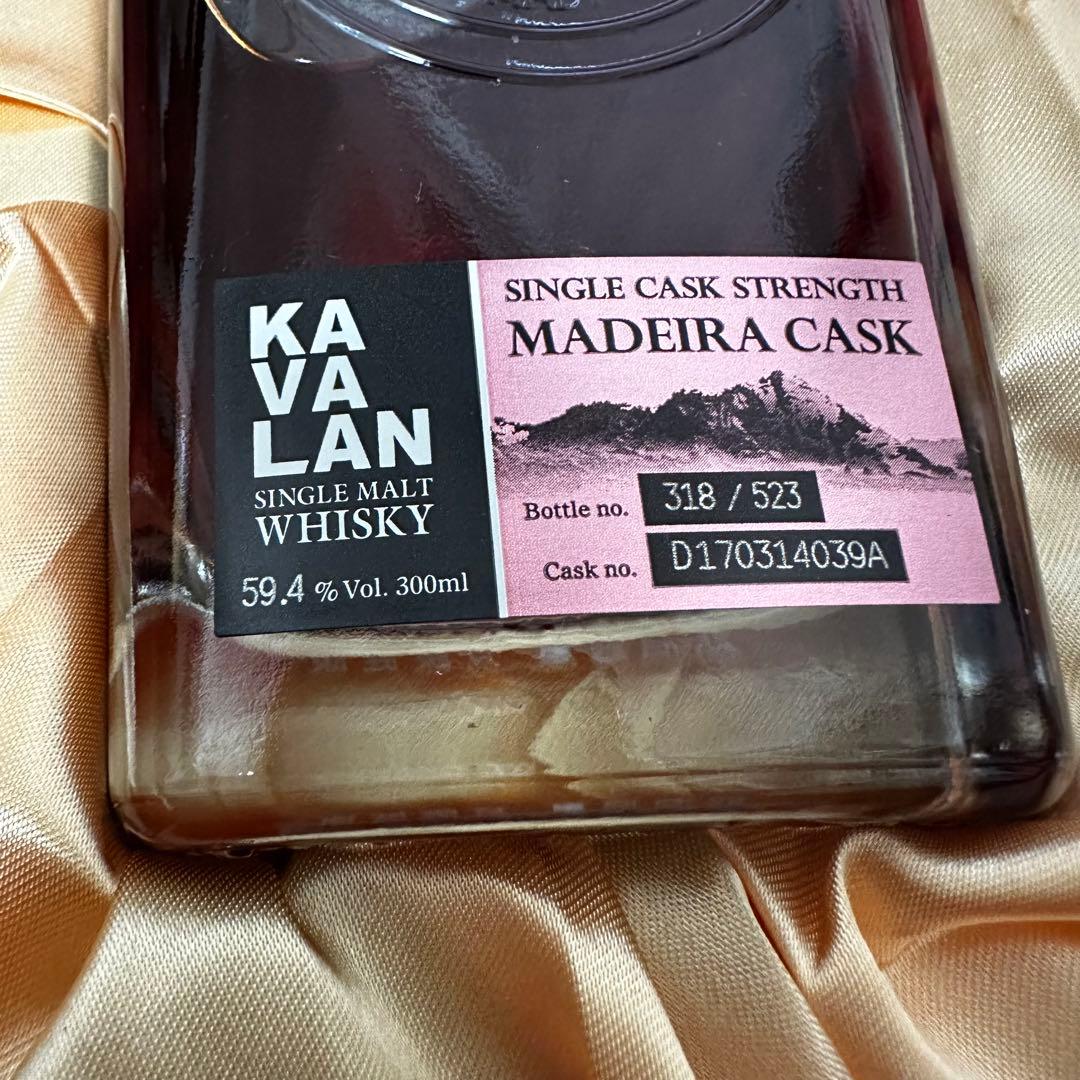 KA
VA
LAN
SINGLE MALT
WHISKY
59.4 % Vol. 300ml
SINGLE CASK STRENGTH
MADEIRA CASK
Bottle no. 318 / 523
Cask no. D170314039A